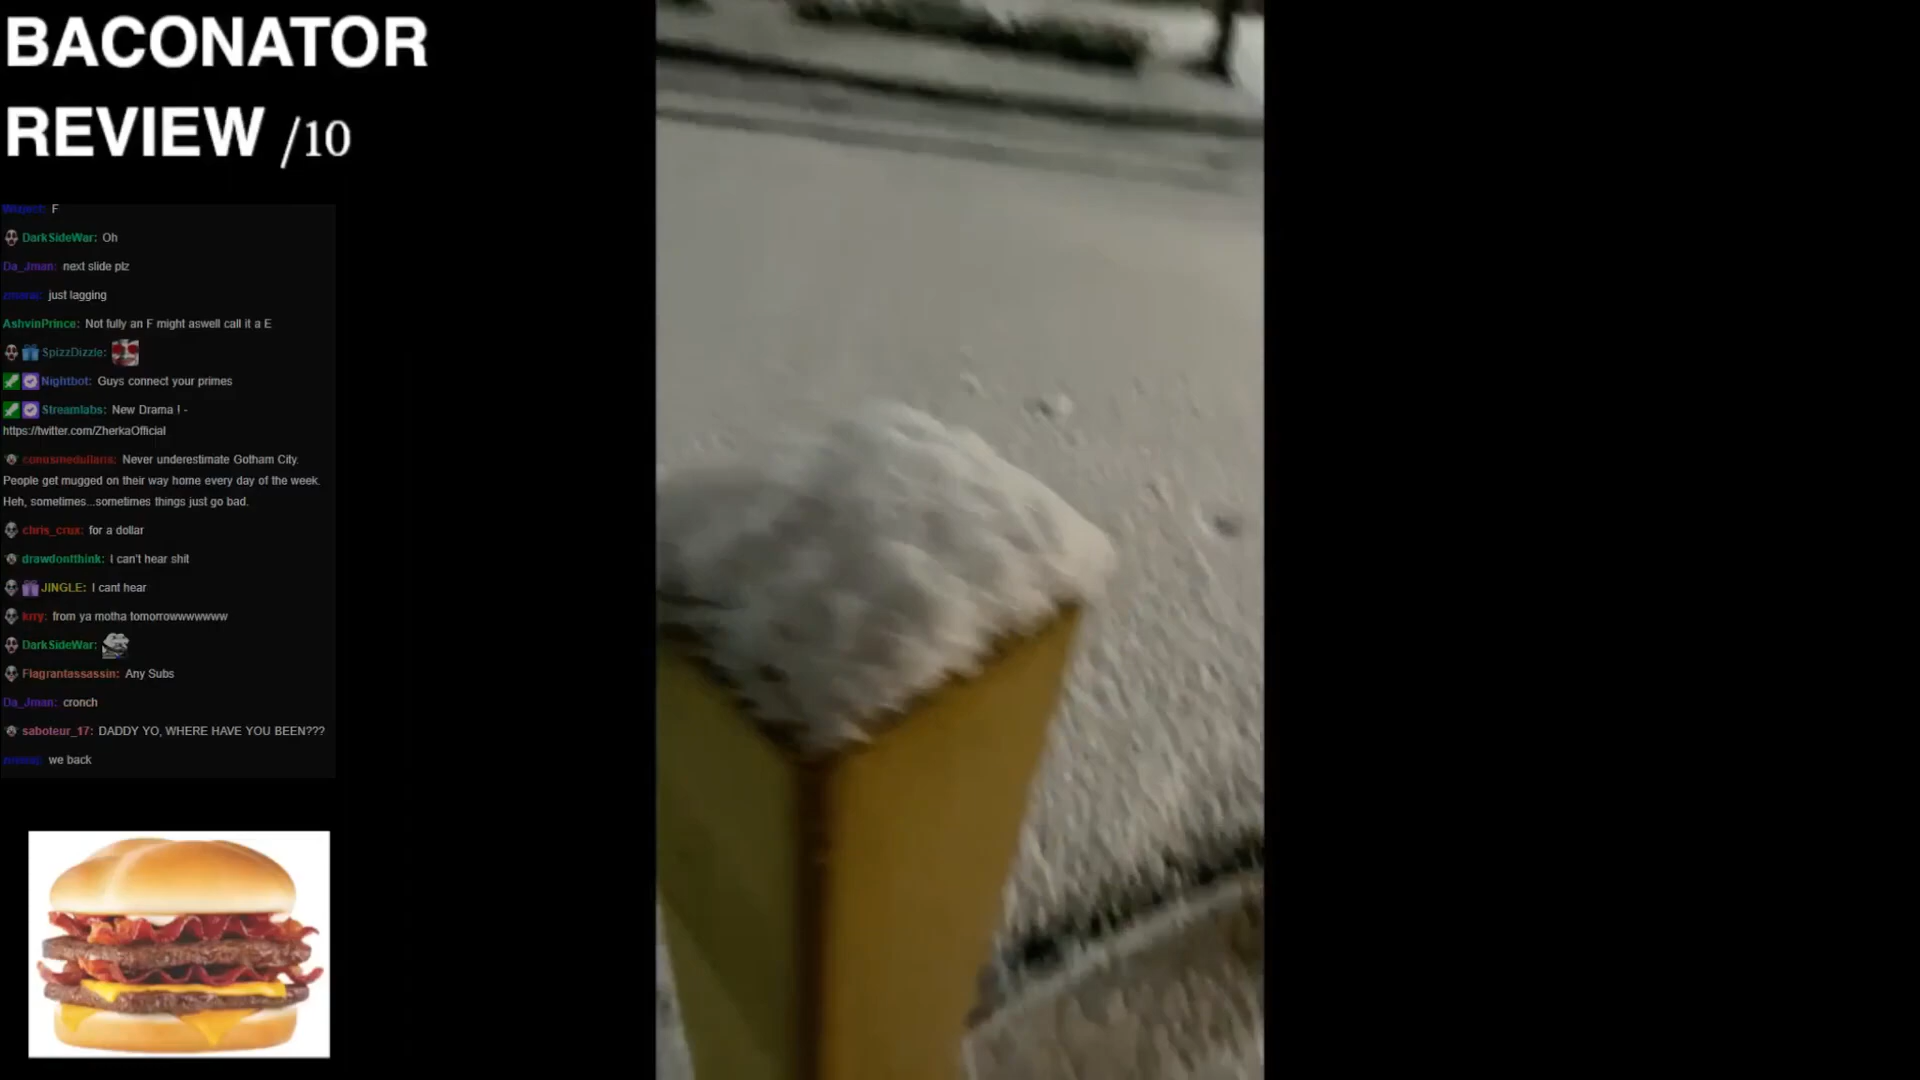 BACONATOR
REVIEW /10
F
DarkSideWar: Oh
Da_Jman: next slide plz
just lagging
AshvinPrince: Not fully an F might aswell call it a E
SpizzDizzle:
Nightbot: Guys connect your primes
Streamlabs: New Drama ! -
https://twitter.com/ZherkaOfficial
conusmedullaris: Never underestimate Gotham City.
People get mugged on their way home every day of the week.
Heh, sometimes...sometimes things just go bad.
chris_crux: for a dollar
drawdontthink: I can't hear shit
JINGLE: I cant hear
from ya motha tomorrowwwwwww
DarkSideWar:
Flagrantassassin: Any Subs
Da_Jman: cronch
saboteur_17: DADDY YO, WHERE HAVE YOU BEEN???
we back